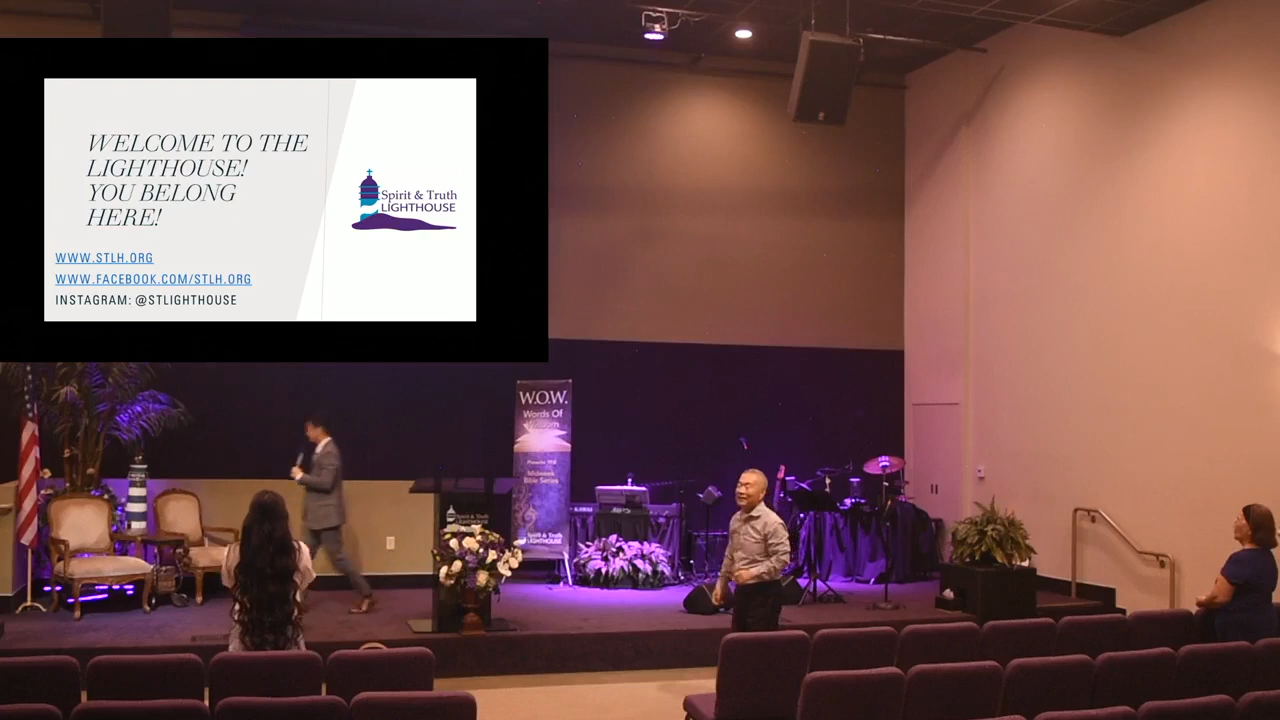 WELCOME TO THE
LIGHTHOUSE!
YOU BELONG
HERE!
Spirit & Truth
LIGHTHOUSE
WWW.STLH.ORG
WWW.FACEBOOK.COM/STLH.ORG
INSTAGRAM: @STLIGHTHOUSE
W.O.W.
Words Of
Wisdom
Midweek
Bible Series
Spirit & Truth
LIGHTHOUSE